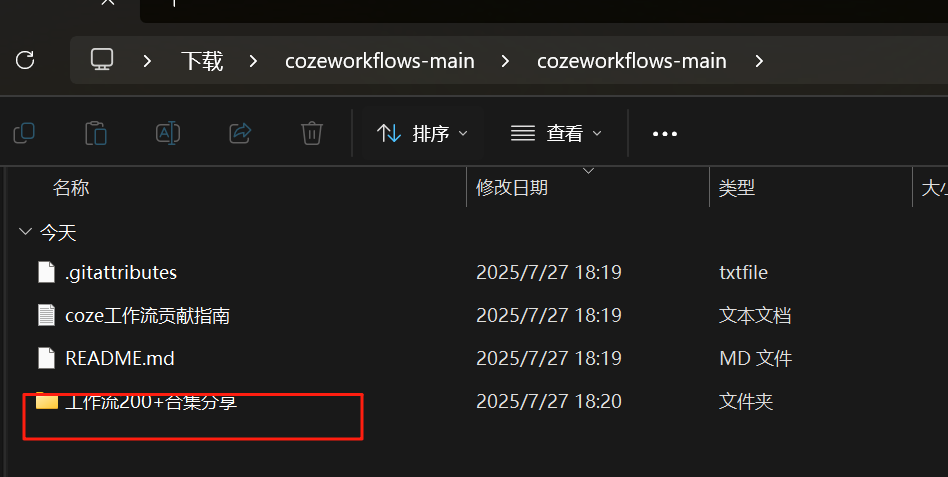 下载 > cozeworkflows-main > cozeworkflows-main >
排序 查看 ...
名称 修改日期 类型
今天
.gitattributes 2025/7/27 18:19 txtfile
coze工作流贡献指南 2025/7/27 18:19 文本文档
README.md 2025/7/27 18:19 MD 文件
工作流200+合集分享 2025/7/27 18:20 文件夹